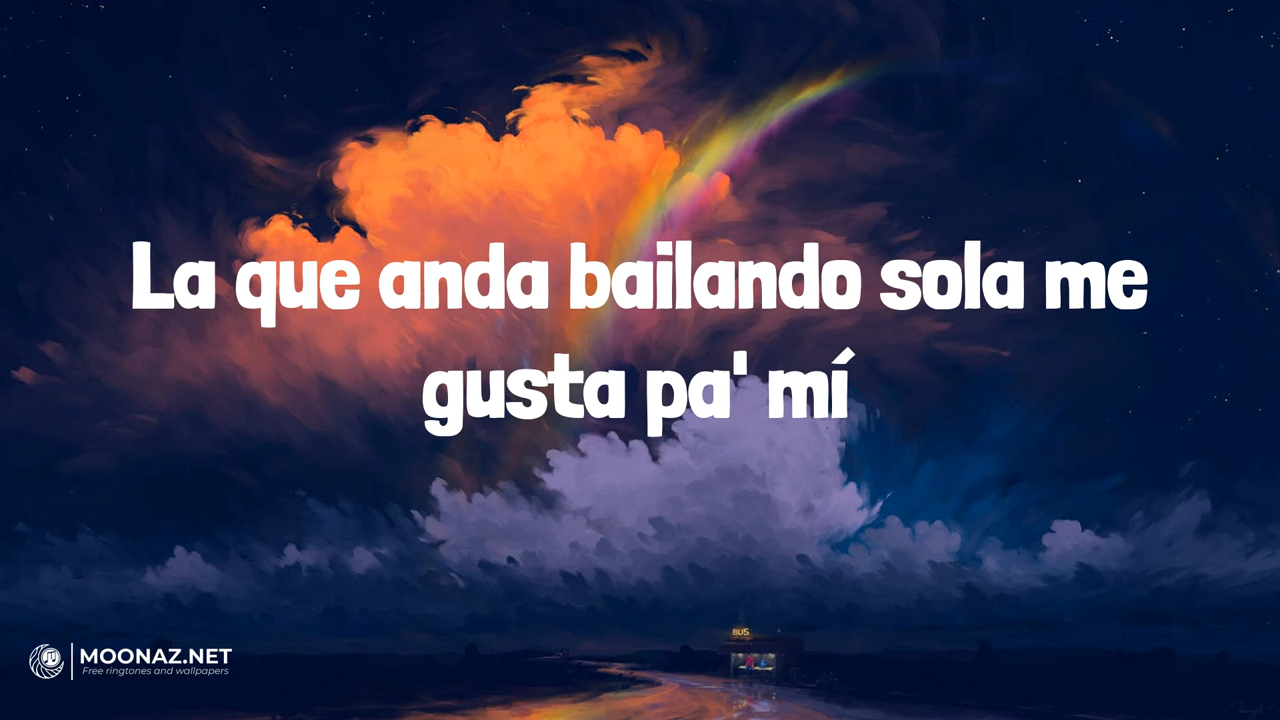 La que anda bailando sola me
gusta pa' mí
BUS
MOONAZ.NET
Free ringtones and wallpapers